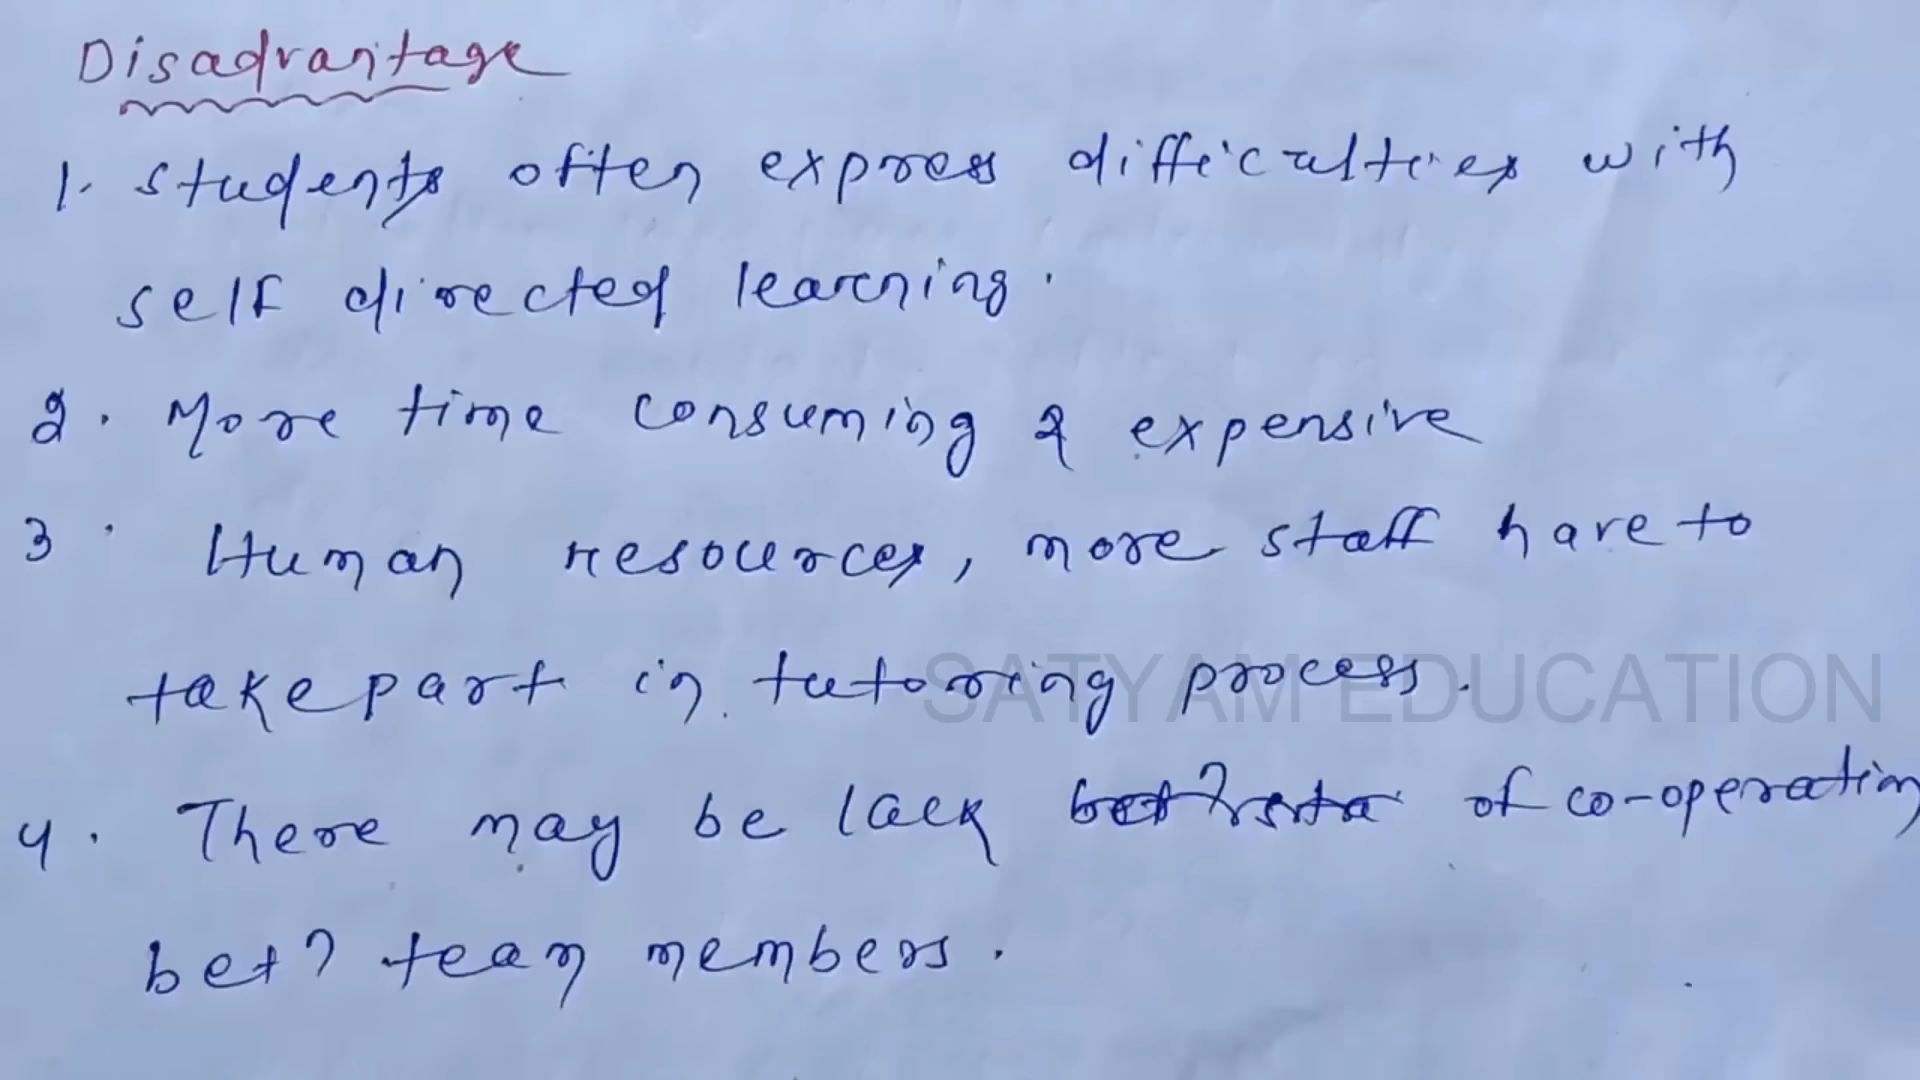 Disadvantage
1. Students often express difficulties with
self directed learning.
2. More time consuming & expensive
3. Human resources, more staff have to
take part in tutoring process.
SATYAM EDUCATION
4. There may be lack of co-operation
betn team members.